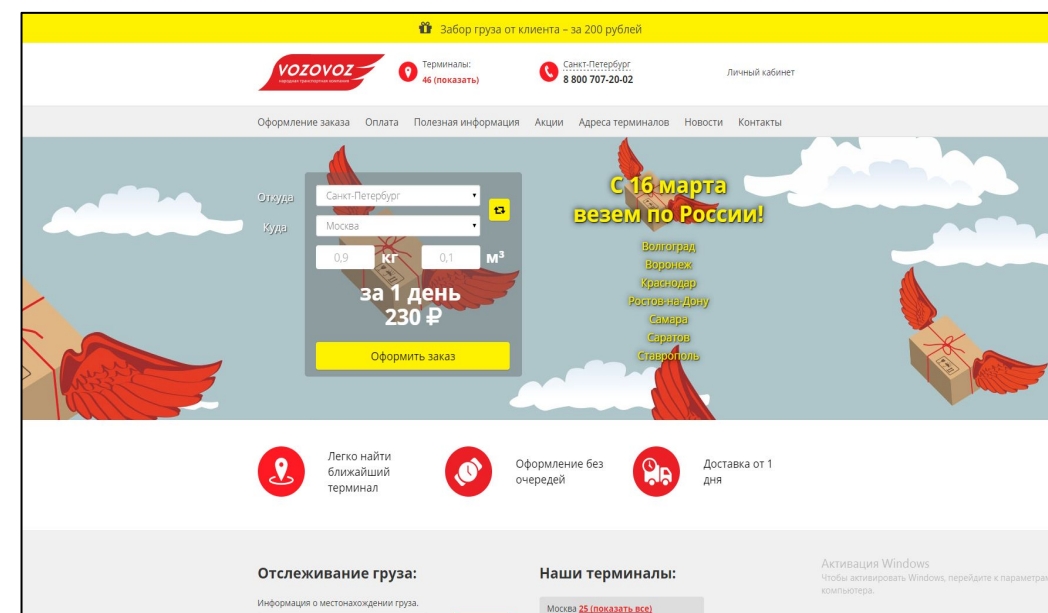 Забор груза от клиента – за 200 рублей
VOZOVOZ
Терминалы:
46 (показать)
Санкт-Петербург
8 800 707-20-02
Личный кабинет
Оформление заказа Оплата Полезная информация Акции Адреса терминалов Новости Контакты
Откуда
Санкт-Петербург
Куда
Москва
0,9 кг 0,1 м³
за 1 день
230 ₽
Оформить заказ
С 16 марта
везем по России!
Волгоград
Воронеж
Краснодар
Ростов-на-Дону
Самара
Саратов
Ставрополь
Легко найти
ближайший
терминал
Оформление без
очередей
Доставка от 1
дня
Отслеживание груза:
Информация о местонахождении груза.
Наши терминалы:
Москва 25 (показать все)
Активация Windows
Чтобы активировать Windows, перейдите к параметрам
компьютера.